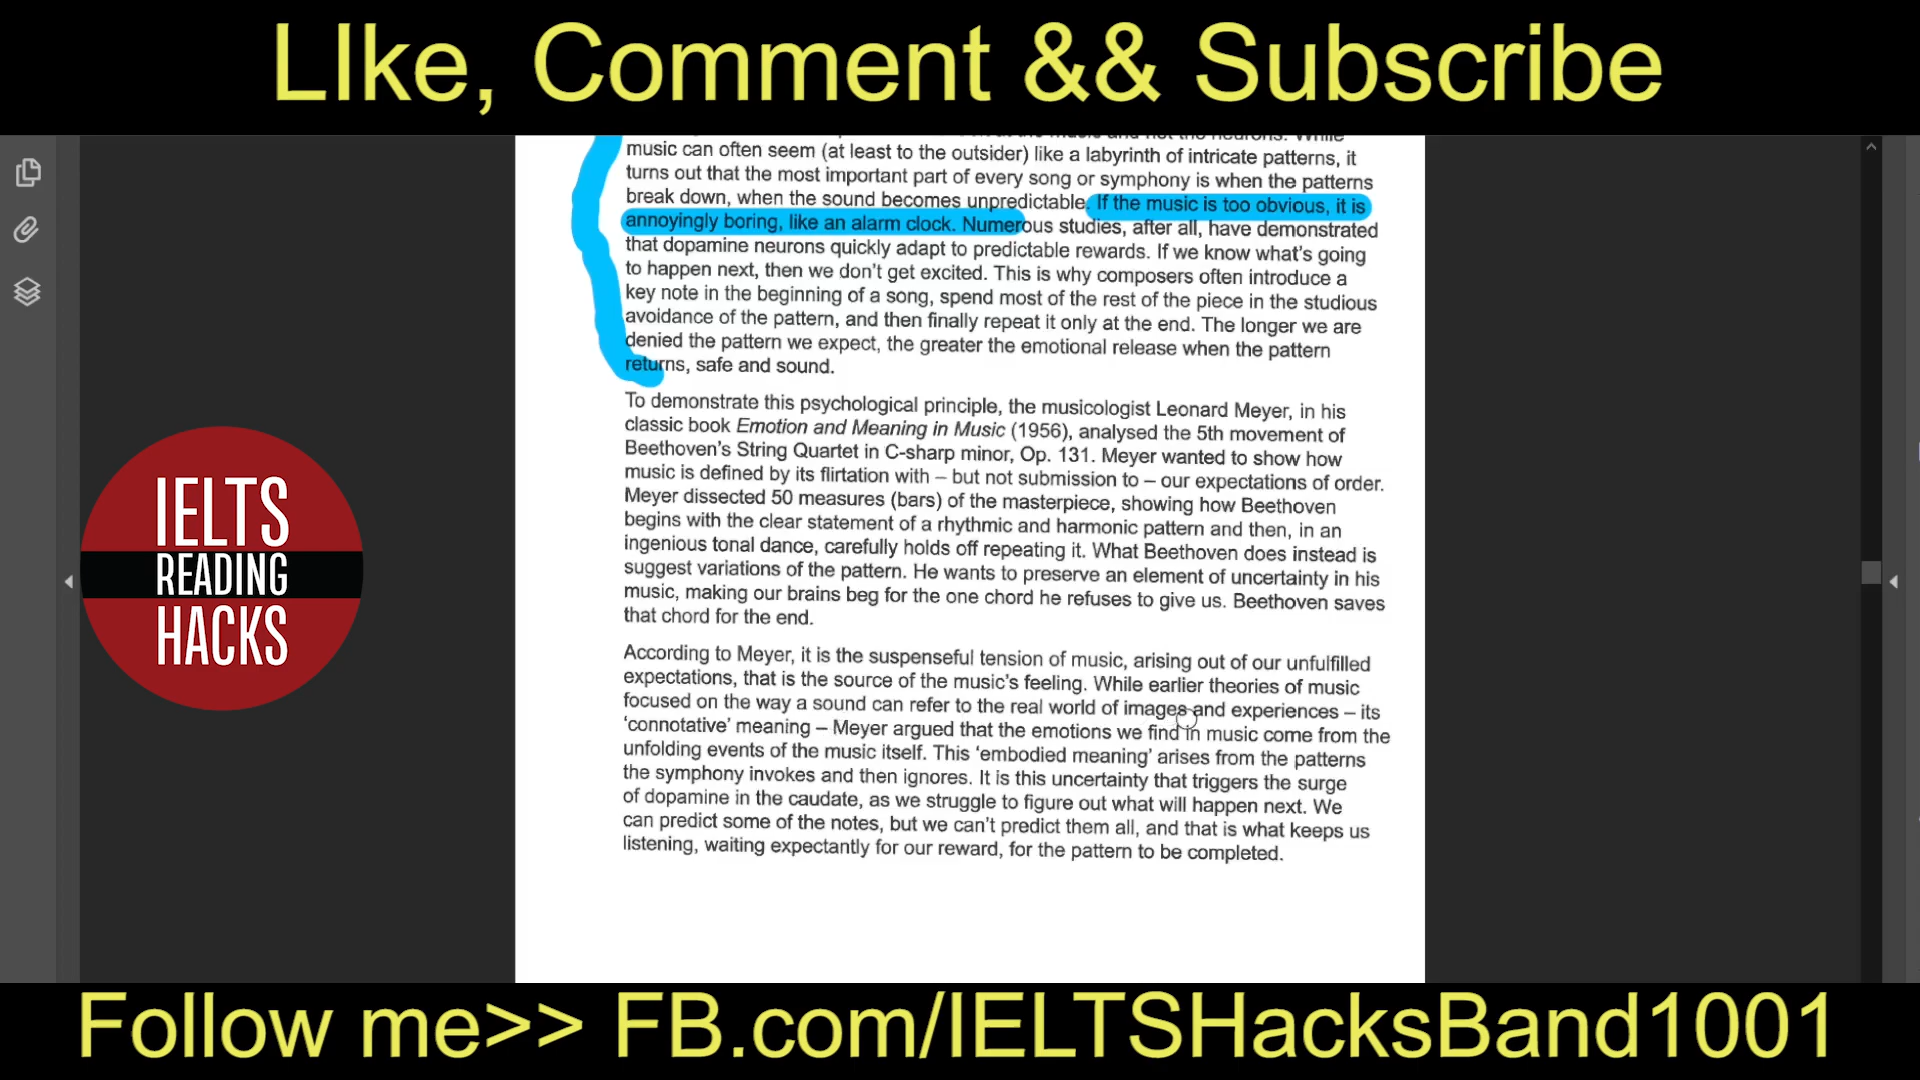 LIke, Comment && Subscribe
music can often seem (at least to the outsider) like a labyrinth of intricate patterns, it
turns out that the most important part of every song or symphony is when the patterns
break down, when the sound becomes unpredictable. If the music is too obvious, it is
annoyingly boring, like an alarm clock. Numerous studies, after all, have demonstrated
that dopamine neurons quickly adapt to predictable rewards. If we know what's going
to happen next, then we don't get excited. This is why composers often introduce a
key note in the beginning of a song, spend most of the rest of the piece in the studious
avoidance of the pattern, and then finally repeat it only at the end. The longer we are
denied the pattern we expect, the greater the emotional release when the pattern
returns, safe and sound.
To demonstrate this psychological principle, the musicologist Leonard Meyer, in his
classic book Emotion and Meaning in Music (1956), analysed the 5th movement of
Beethoven's String Quartet in C-sharp minor, Op. 131. Meyer wanted to show how
music is defined by its flirtation with – but not submission to – our expectations of order.
Meyer dissected 50 measures (bars) of the masterpiece, showing how Beethoven
begins with the clear statement of a rhythmic and harmonic pattern and then, in an
ingenious tonal dance, carefully holds off repeating it. What Beethoven does instead is
suggest variations of the pattern. He wants to preserve an element of uncertainty in his
music, making our brains beg for the one chord he refuses to give us. Beethoven saves
that chord for the end.
According to Meyer, it is the suspenseful tension of music, arising out of our unfulfilled
expectations, that is the source of the music's feeling. While earlier theories of music
focused on the way a sound can refer to the real world of images and experiences – its
'connotative' meaning – Meyer argued that the emotions we find in music come from the
unfolding events of the music itself. This 'embodied meaning' arises from the patterns
the symphony invokes and then ignores. It is this uncertainty that triggers the surge
of dopamine in the caudate, as we struggle to figure out what will happen next. We
can predict some of the notes, but we can't predict them all, and that is what keeps us
listening, waiting expectantly for our reward, for the pattern to be completed.
IELTS
READING
HACKS
Follow me>> FB.com/IELTSHacksBand1001